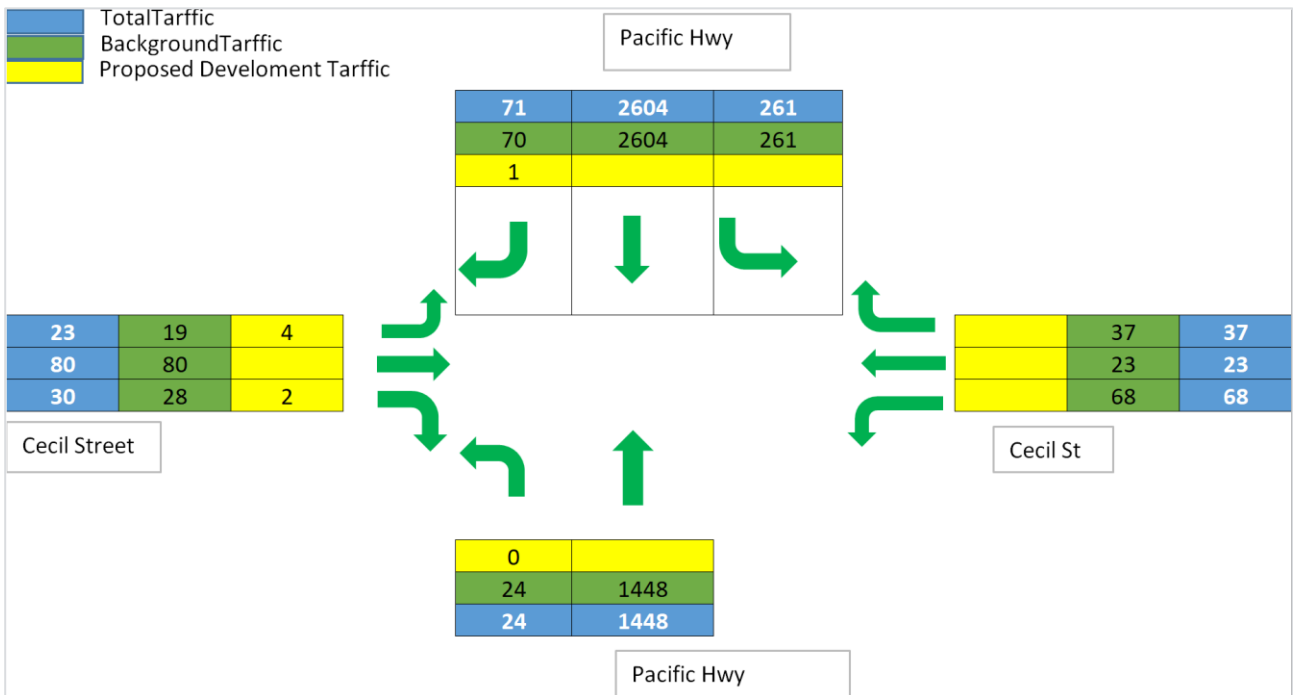 TotalTarffic
BackgroundTarffic
Proposed Develoment Tarffic
Pacific Hwy
71 2604 261
70 2604 261
1
23 19 4
80 80
30 28 2
Cecil Street
37 37
23 23
68 68
Cecil St
0
24 1448
24 1448
Pacific Hwy